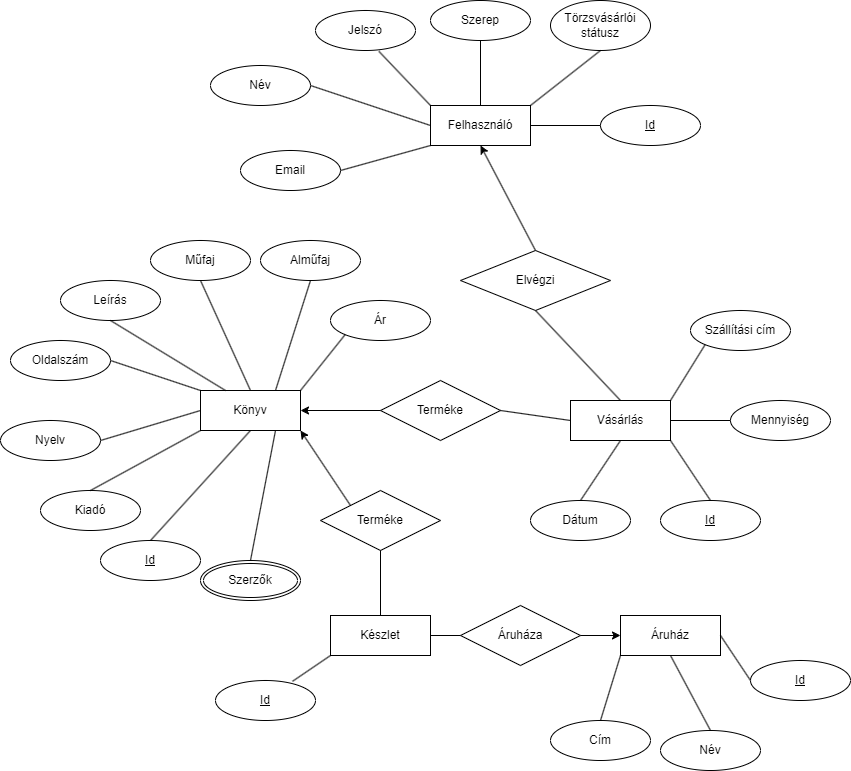 Szerep
Törzsvásárlói
státusz
Jelszó
Név
Felhasználó
Id
Email
Műfaj
Alműfaj
Elvégzi
Leírás
Ár
Szállítási cím
Oldalszám
Könyv
Terméke
Vásárlás
Mennyiség
Nyelv
Kiadó
Terméke
Dátum
Id
Id
Szerzők
Készlet
Áruháza
Áruház
Id
Id
Cím
Név